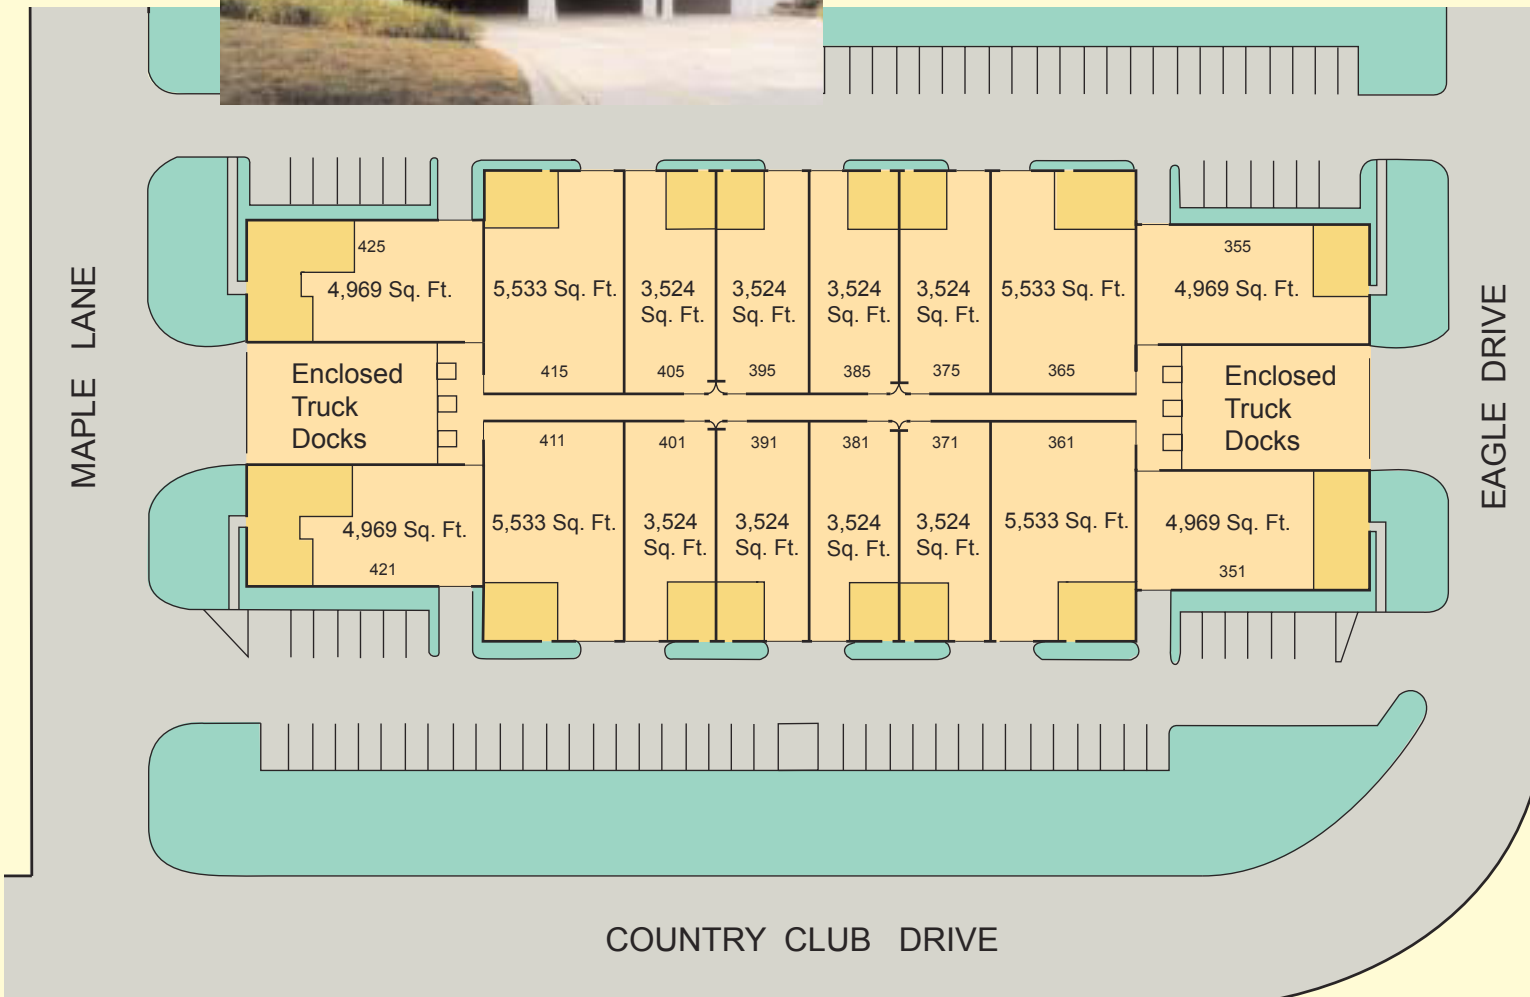 MAPLE LANE
425
4,969 Sq. Ft.
5,533 Sq. Ft.
415
3,524
Sq. Ft.
405
3,524
Sq. Ft.
395
3,524
Sq. Ft.
385
3,524
Sq. Ft.
375
5,533 Sq. Ft.
365
355
4,969 Sq. Ft.
Enclosed
Truck
Docks
Enclosed
Truck
Docks
EAGLE DRIVE
4,969 Sq. Ft.
421
411
5,533 Sq. Ft.
401
3,524
Sq. Ft.
391
3,524
Sq. Ft.
381
3,524
Sq. Ft.
371
3,524
Sq. Ft.
361
5,533 Sq. Ft.
4,969 Sq. Ft.
351
COUNTRY CLUB DRIVE